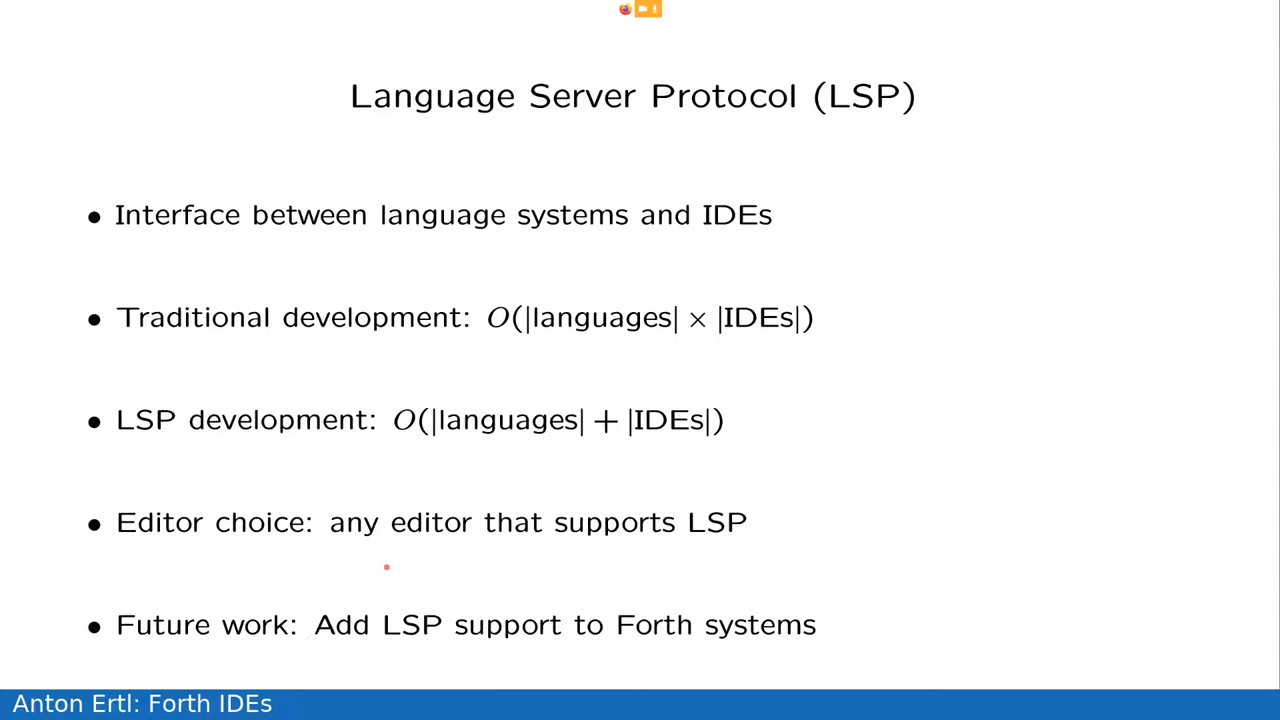 Language Server Protocol (LSP)
• Interface between language systems and IDEs
• Traditional development: O(|languages| × |IDEs|)
• LSP development: O(|languages| + |IDEs|)
• Editor choice: any editor that supports LSP
• Future work: Add LSP support to Forth systems
Anton Ertl: Forth IDEs